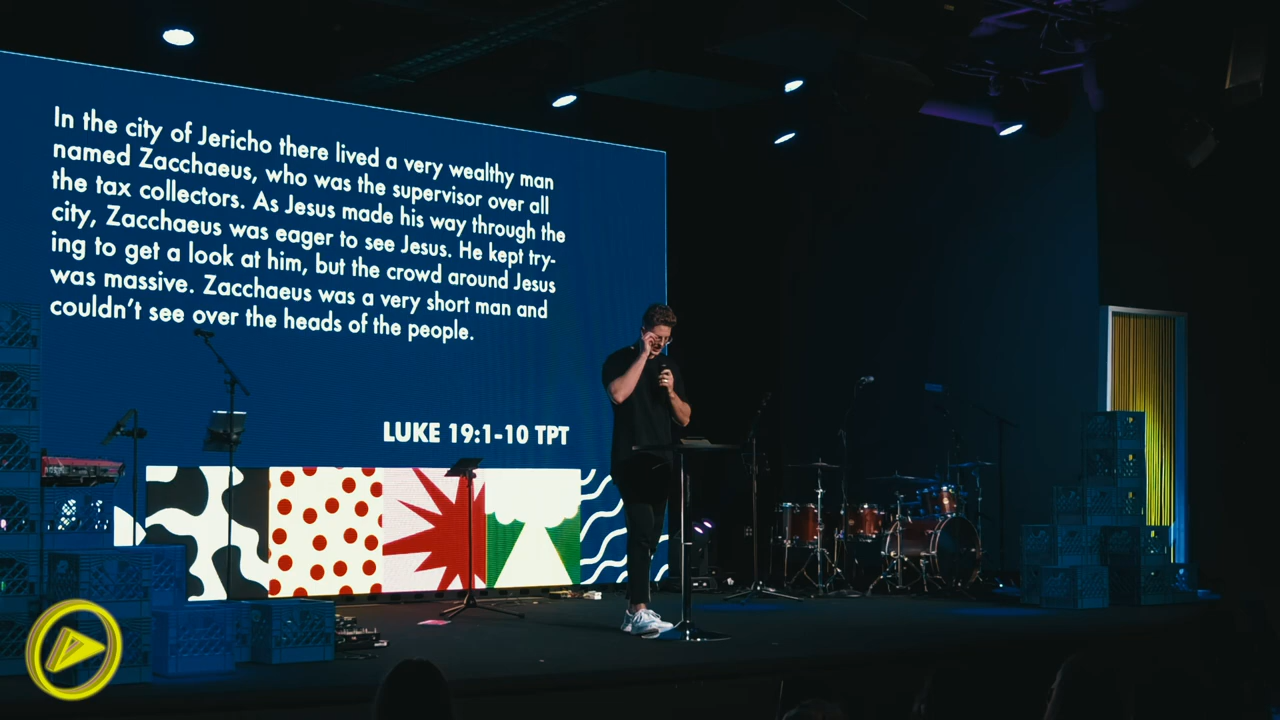 In the city of Jericho there lived a very wealthy man
named Zacchaeus, who was the supervisor over all
the tax collectors. As Jesus made his way through the
city, Zacchaeus was eager to see Jesus. He kept try-
ing to get a look at him, but the crowd around Jesus
was massive. Zacchaeus was a very short man and
couldn't see over the heads of the people.
LUKE 19:1-10 TPT